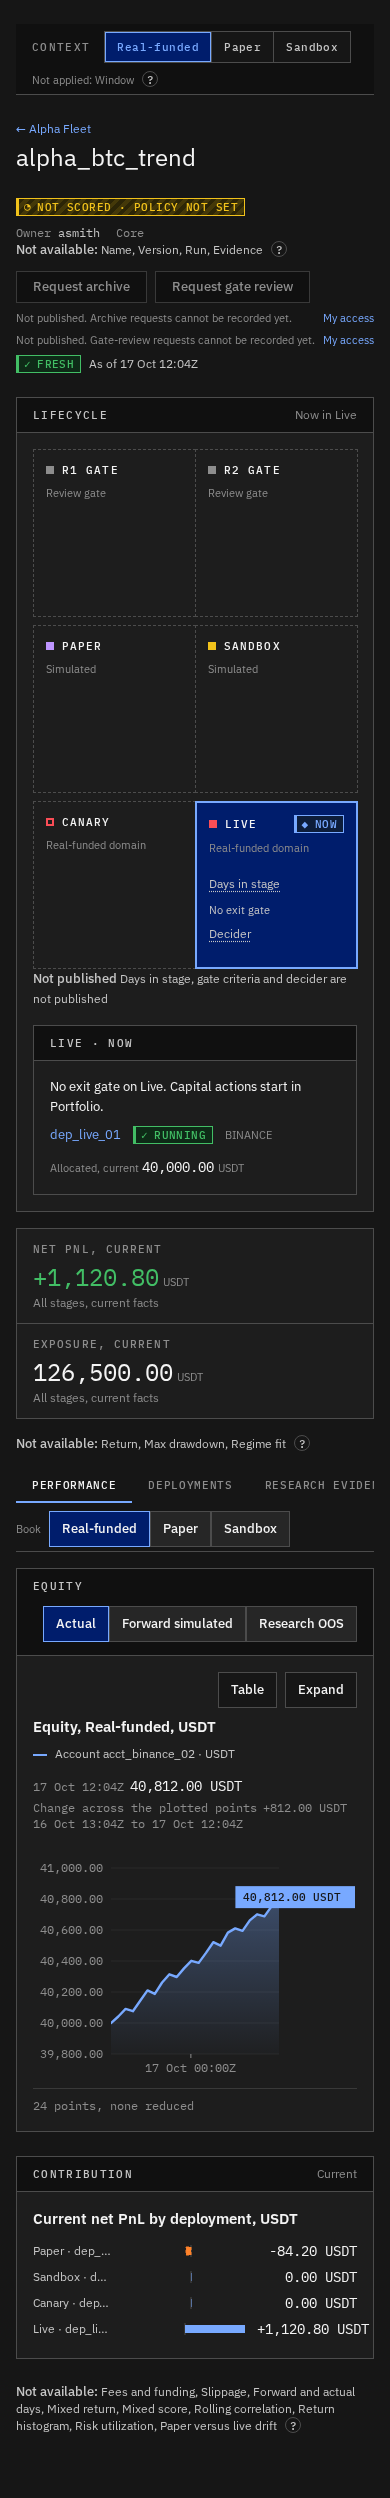 CONTEXT Real-funded Paper Sandbox
Not applied: Window ?
← Alpha Fleet
alpha_btc_trend
◔ NOT SCORED · POLICY NOT SET
Owner asmith Core
Not available: Name, Version, Run, Evidence ?
Request archive Request gate review
Not published. Archive requests cannot be recorded yet. My access
Not published. Gate-review requests cannot be recorded yet. My access
✓ FRESH As of 17 Oct 12:04Z
LIFECYCLE Now in Live
R1 GATE R2 GATE
Review gate Review gate
PAPER SANDBOX
Simulated Simulated
CANARY LIVE ◆ NOW
Real-funded domain Real-funded domain
Days in stage
No exit gate
Decider
Not published Days in stage, gate criteria and decider are
not published
LIVE · NOW
No exit gate on Live. Capital actions start in
Portfolio.
dep_live_01 ✓ RUNNING BINANCE
Allocated, current 40,000.00 USDT
NET PNL, CURRENT
+1,120.80 USDT
All stages, current facts
EXPOSURE, CURRENT
126,500.00 USDT
All stages, current facts
Not available: Return, Max drawdown, Regime fit ?
PERFORMANCE DEPLOYMENTS RESEARCH EVIDE
Book Real-funded Paper Sandbox
EQUITY
Actual Forward simulated Research OOS
Table Expand
Equity, Real-funded, USDT
Account acct_binance_02 · USDT
17 Oct 12:04Z 40,812.00 USDT
Change across the plotted points +812.00 USDT
16 Oct 13:04Z to 17 Oct 12:04Z
41,000.00
40,800.00 40,812.00 USDT
40,600.00
40,400.00
40,200.00
40,000.00
39,800.00
17 Oct 00:00Z
24 points, none reduced
CONTRIBUTION Current
Current net PnL by deployment, USDT
Paper · dep_… -84.20 USDT
Sandbox · d… 0.00 USDT
Canary · dep… 0.00 USDT
Live · dep_li… +1,120.80 USDT
Not available: Fees and funding, Slippage, Forward and actual
days, Mixed return, Mixed score, Rolling correlation, Return
histogram, Risk utilization, Paper versus live drift ?